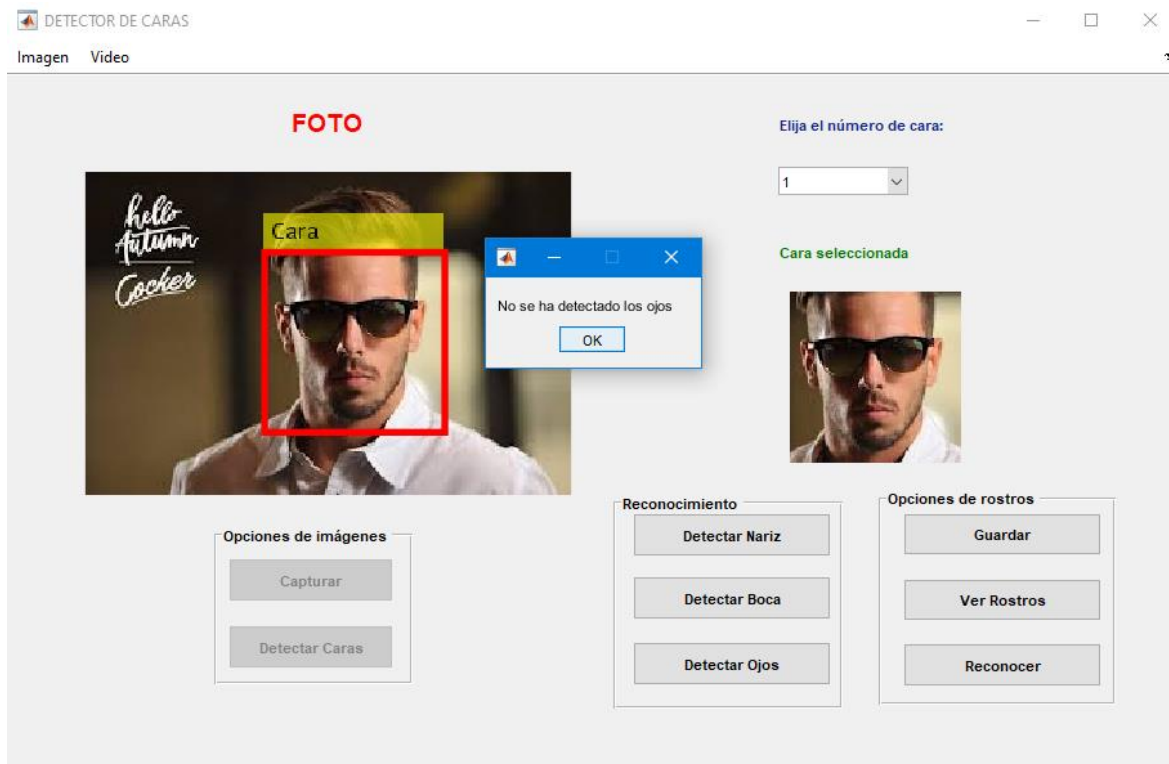 DETECTOR DE CARAS
Imagen Video
FOTO
Elija el número de cara:
1
hello
Autumn
Cocker
Cara
Cara seleccionada
No se ha detectado los ojos
OK
Opciones de imágenes
Capturar
Detectar Caras
Reconocimiento
Detectar Nariz
Detectar Boca
Detectar Ojos
Opciones de rostros
Guardar
Ver Rostros
Reconocer